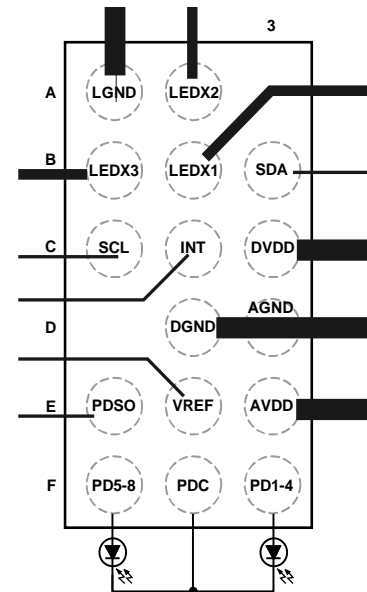 3
A LGND LEDX2
B LEDX3 LEDX1 SDA
C SCL INT DVDD
D DGND AGND
E PDSO VREF AVDD
F PD5-8 PDC PD1-4